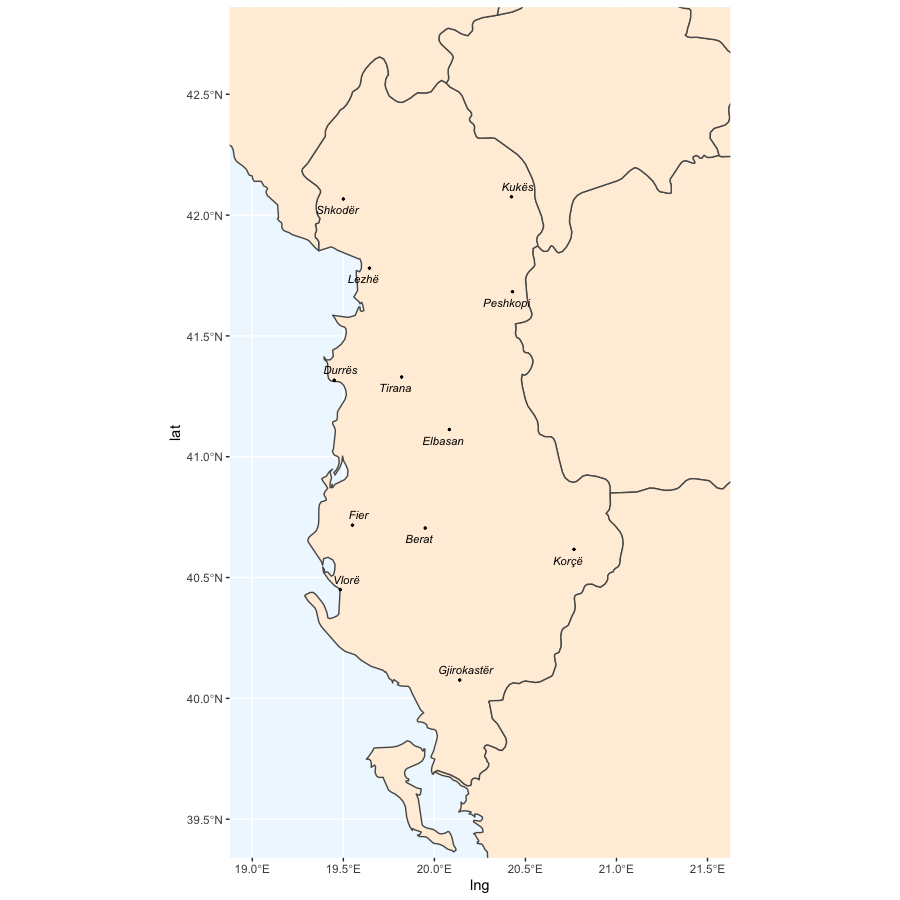 42.5°N
42.0°N
41.5°N
41.0°N
40.5°N
40.0°N
39.5°N
lat
Kukës
Shkodër
Lezhë
Peshkopi
Durrës
Tirana
Elbasan
Fier
Berat
Korçë
Vlorë
Gjirokastër
19.0°E 19.5°E 20.0°E 20.5°E 21.0°E 21.5°E
lng